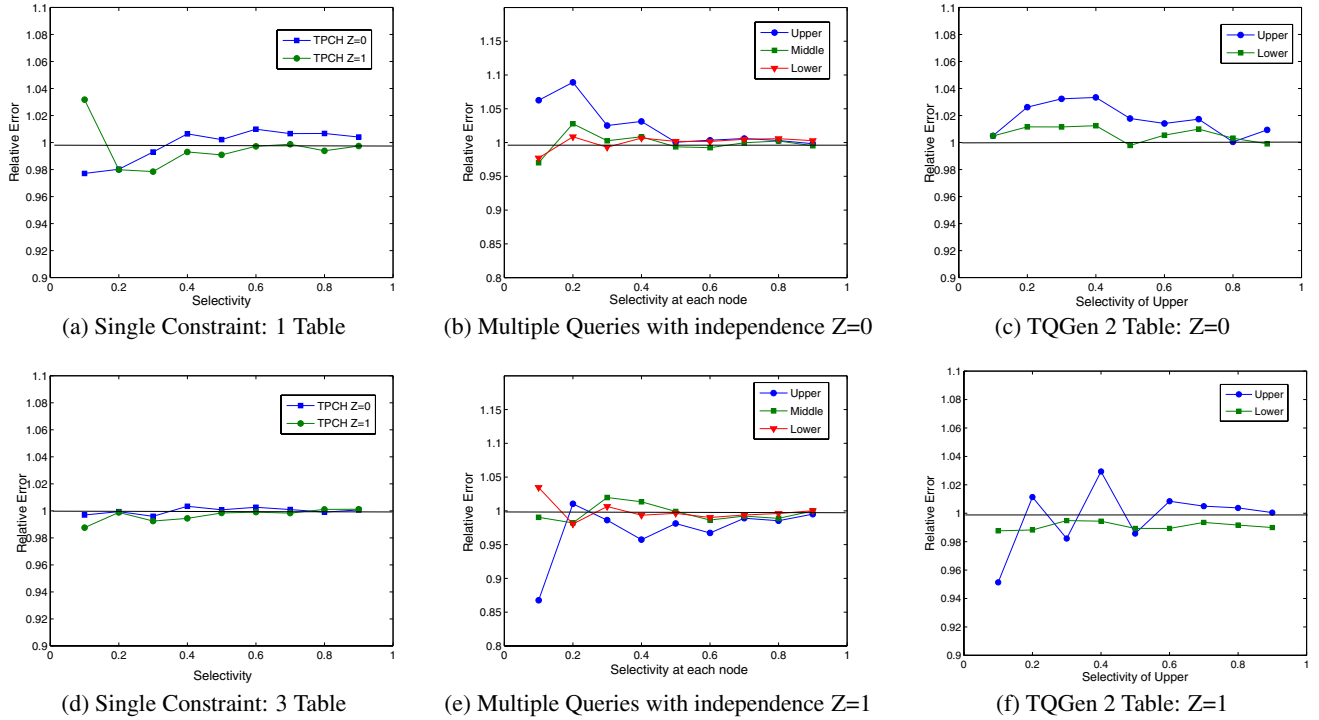 1.1
1.08
1.06
1.04
1.02
1
0.98
0.96
0.94
0.92
0.9
Relative Error
0 0.2 0.4 0.6 0.8 1
Selectivity
TPCH Z=0
TPCH Z=1
(a) Single Constraint: 1 Table
1.15
1.1
1.05
1
0.95
0.9
0.85
0.8
Relative Error
0 0.2 0.4 0.6 0.8 1
Selectivity at each node
Upper
Middle
Lower
(b) Multiple Queries with independence Z=0
1.1
1.08
1.06
1.04
1.02
1
0.98
0.96
0.94
0.92
0.9
Relative Error
0 0.2 0.4 0.6 0.8 1
Selectivity of Upper
Upper
Lower
(c) TQGen 2 Table: Z=0
1.1
1.08
1.06
1.04
1.02
1
0.98
0.96
0.94
0.92
0.9
Relative Error
0 0.2 0.4 0.6 0.8 1
Selectivity
TPCH Z=0
TPCH Z=1
(d) Single Constraint: 3 Table
1.15
1.1
1.05
1
0.95
0.9
0.85
0.8
Relative Error
0 0.2 0.4 0.6 0.8 1
Selectivity at each node
Upper
Middle
Lower
(e) Multiple Queries with independence Z=1
1.1
1.08
1.06
1.04
1.02
1
0.98
0.96
0.94
0.92
0.9
Relative Error
0 0.2 0.4 0.6 0.8 1
Selectivity of Upper
Upper
Lower
(f) TQGen 2 Table: Z=1